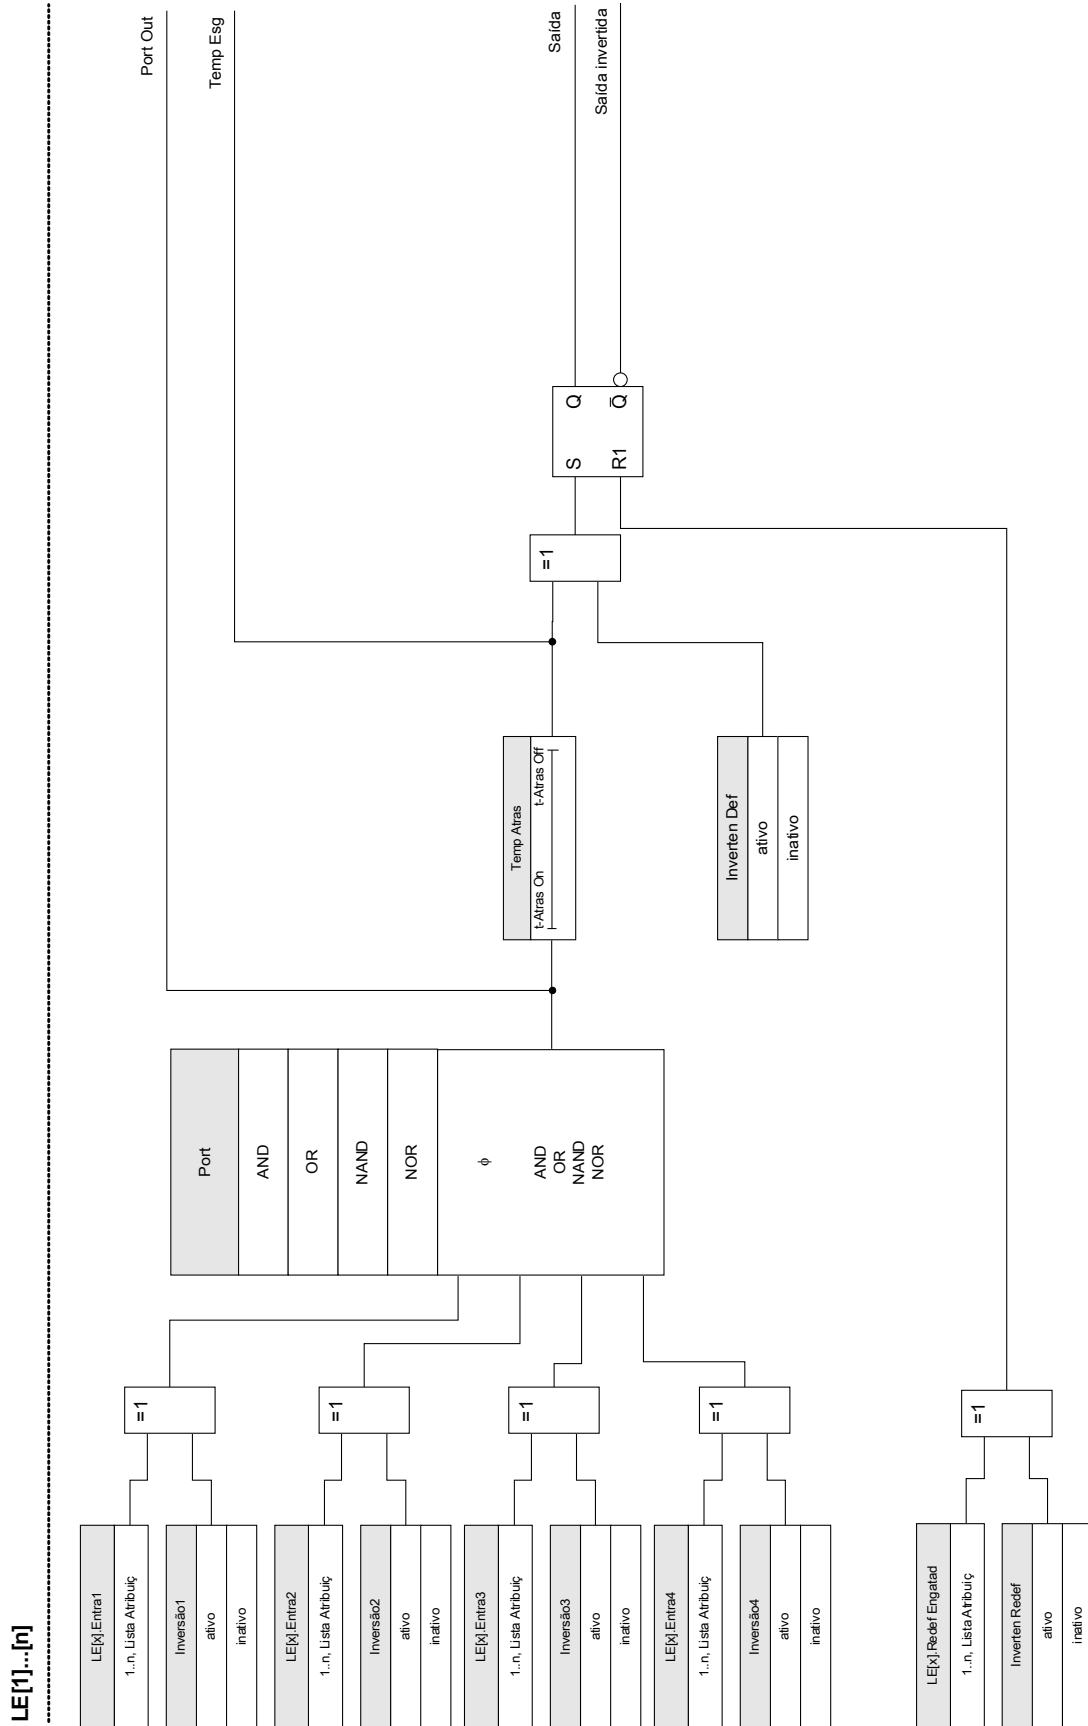 LE[1]...[n]
LE[x].Entra1
1..n, Lista Atribuiç
Inversão1
ativo
inativo
LE[x].Entra2
1..n, Lista Atribuiç
Inversão2
ativo
inativo
LE[x].Entra3
1..n, Lista Atribuiç
Inversão3
ativo
inativo
LE[x].Entra4
1..n, Lista Atribuiç
Inversão4
ativo
inativo
LE[x].Redef Engatad
1..n, Lista Atribuiç
Inverten Redef
ativo
inativo
=1
=1
=1
=1
=1
Port
AND
OR
NAND
NOR
ϕ
AND
OR
NAND
NOR
Temp Atras
t-Atras On
t-Atras Off
Inverten Def
ativo
inativo
=1
S
Q
R1
Q̅
Port Out
Temp Esg
Saída
Saída invertida